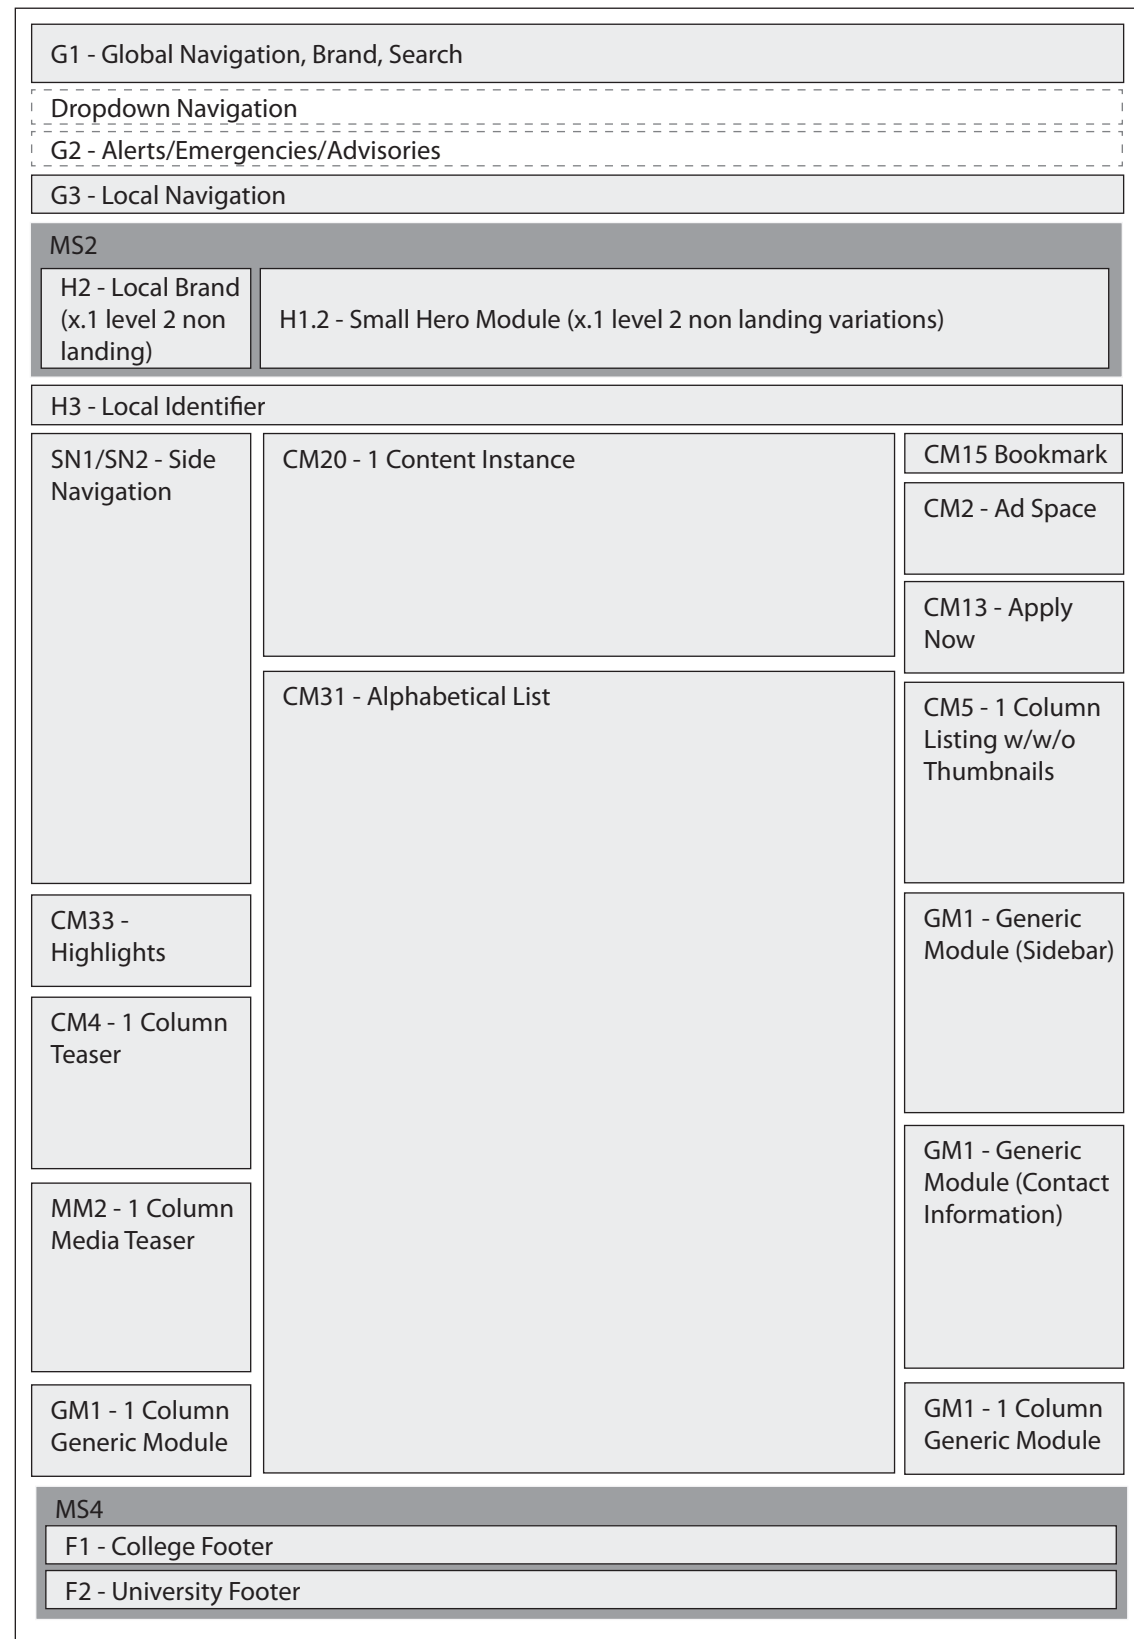 G1 - Global Navigation, Brand, Search
Dropdown Navigation
G2 - Alerts/Emergencies/Advisories
G3 - Local Navigation
MS2
H2 - Local Brand
(x.1 level 2 non
landing)
H1.2 - Small Hero Module (x.1 level 2 non landing variations)
H3 - Local Identifier
SN1/SN2 - Side
Navigation
CM33 -
Highlights
CM4 - 1 Column
Teaser
MM2 - 1 Column
Media Teaser
GM1 - 1 Column
Generic Module
CM20 - 1 Content Instance
CM31 - Alphabetical List
CM15 Bookmark
CM2 - Ad Space
CM13 - Apply
Now
CM5 - 1 Column
Listing w/w/o
Thumbnails
GM1 - Generic
Module (Sidebar)
GM1 - Generic
Module (Contact
Information)
GM1 - 1 Column
Generic Module
MS4
F1 - College Footer
F2 - University Footer